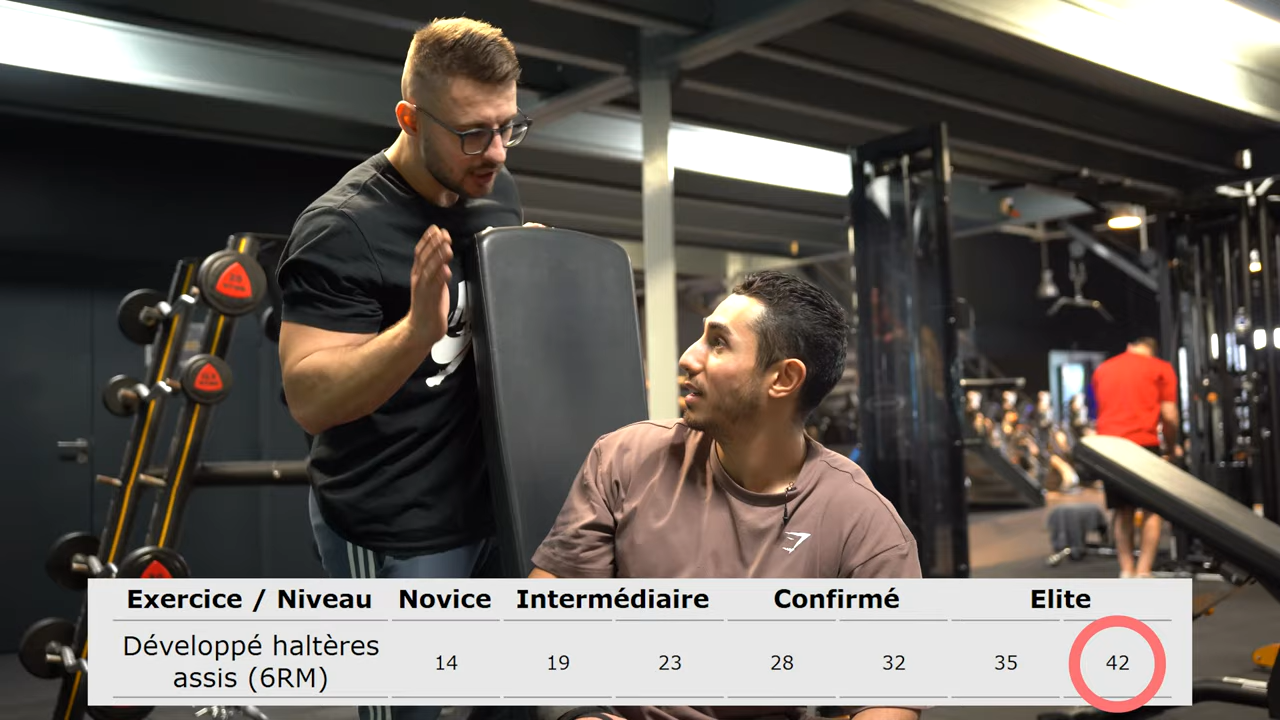 Exercice / Niveau Novice Intermédiaire Confirmé Elite
Développé haltères
assis (6RM) 14 19 23 28 32 35 42